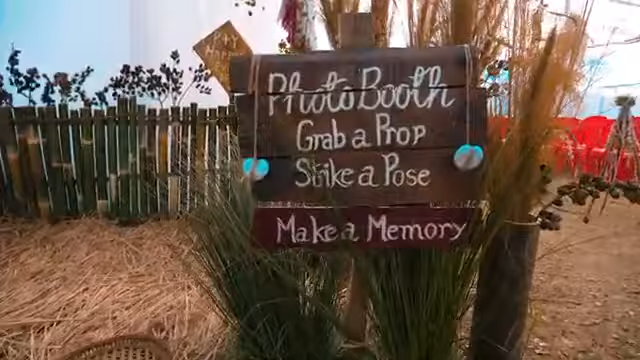 PhotoBooth
Grab a Prop
Strike a Pose
Make a Memory